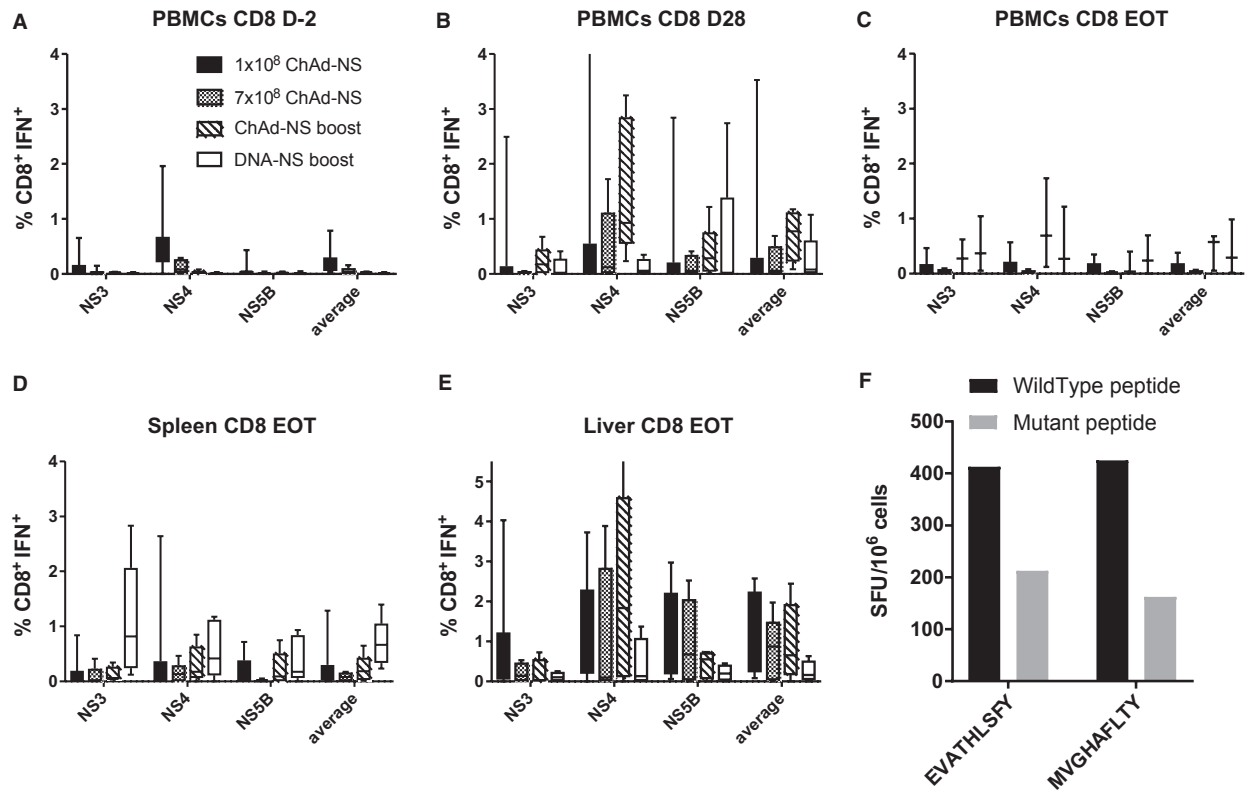 A
PBMCs CD8 D-2
% CD8⁺ IFN⁺
4
3
2
1
0
NS3
NS4
NS5B
average
1x10⁸ ChAd-NS
7x10⁸ ChAd-NS
ChAd-NS boost
DNA-NS boost
B
PBMCs CD8 D28
% CD8⁺ IFN⁺
4
3
2
1
0
NS3
NS4
NS5B
average
C
PBMCs CD8 EOT
% CD8⁺ IFN⁺
4
3
2
1
0
NS3
NS4
NS5B
average
D
Spleen CD8 EOT
% CD8⁺ IFN⁺
4
3
2
1
0
NS3
NS4
NS5B
average
E
Liver CD8 EOT
% CD8⁺ IFN⁺
5
4
3
2
1
0
NS3
NS4
NS5B
average
F
WildType peptide
Mutant peptide
SFU/10⁶ cells
500
400
300
200
100
0
EVATHLSFY
MVGHAFLTY